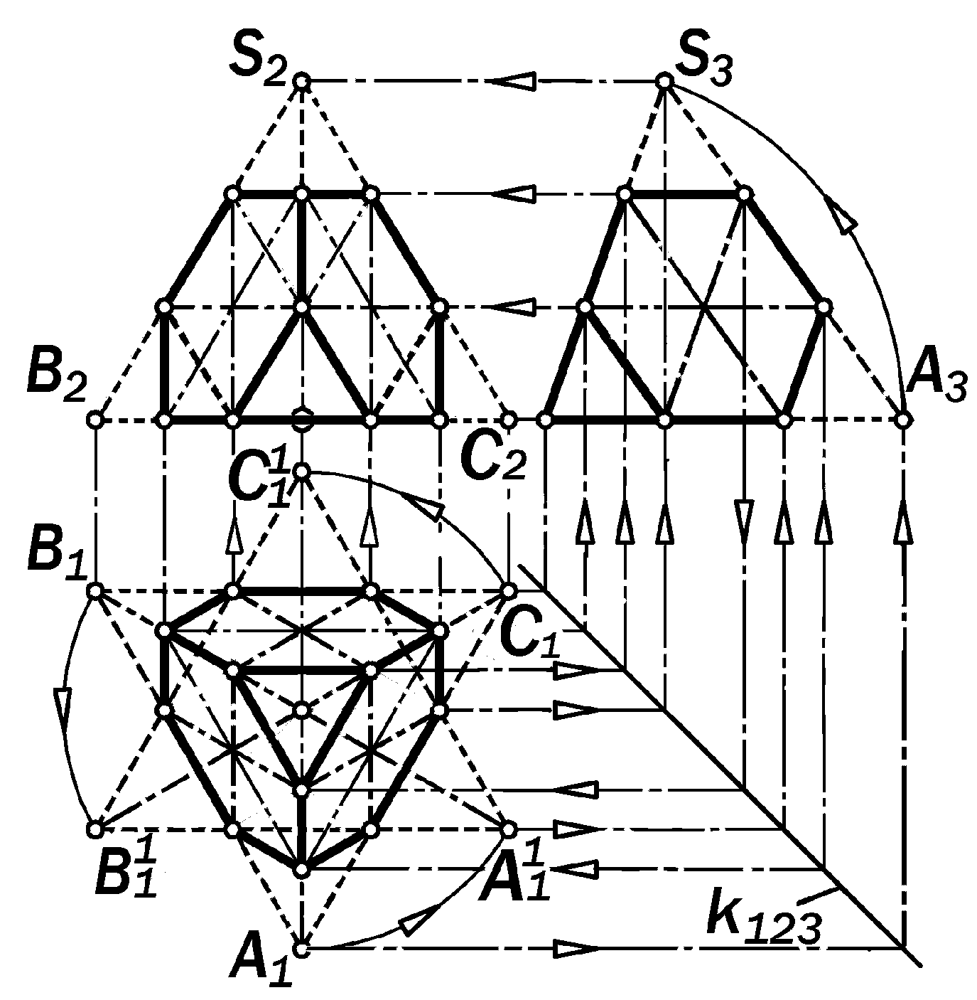 S₂ S₃
B₂ A₃
C₁¹ C₂
B₁
C₁
B₁¹ A₁¹
k₁₂₃
A₁